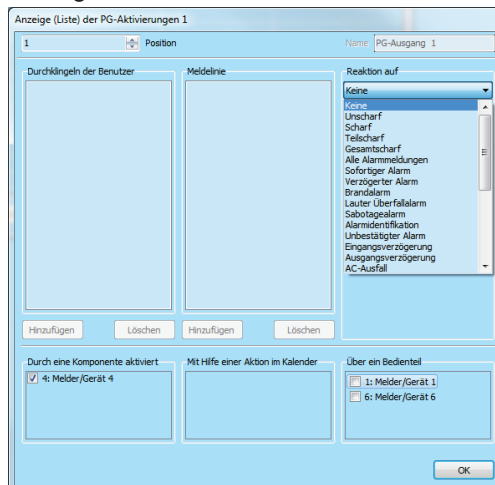 Anzeige (Liste) der PG-Aktivierungen 1
1 Position Name PG-Ausgang 1
Durchklingeln der Benutzer
Meldelinie
Reaktion auf
Keine
Keine
Unscharf
Scharf
Teilscharf
Gesamtscharf
Alle Alarmmeldungen
Sofortiger Alarm
Verzögerter Alarm
Brandalarm
Lauter Überfallalarm
Sabotagealarm
Alarmidentifikation
Unbestätigter Alarm
Eingangsverzögerung
Ausgangsverzögerung
AC-Ausfall
Hinzufügen Löschen Hinzufügen Löschen
Durch eine Komponente aktiviert
4: Melder/Gerät 4
Mit Hilfe einer Aktion im Kalender
Über ein Bedienteil
1: Melder/Gerät 1
6: Melder/Gerät 6
OK